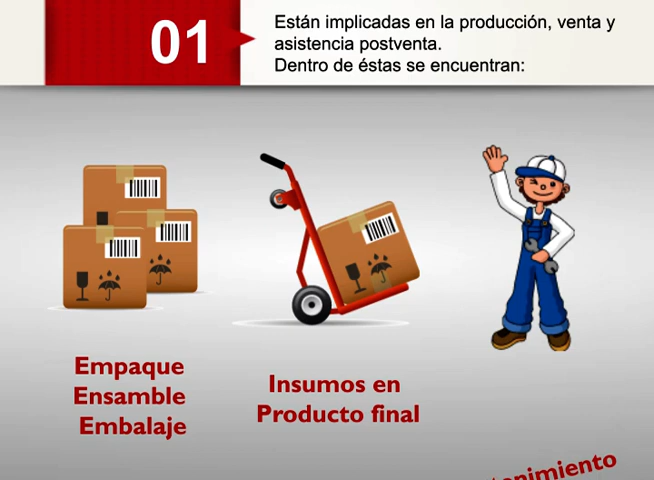 01
Están implicadas en la producción, venta y
asistencia postventa.
Dentro de éstas se encuentran:
Empaque
Ensamble
Embalaje
Insumos en
Producto final